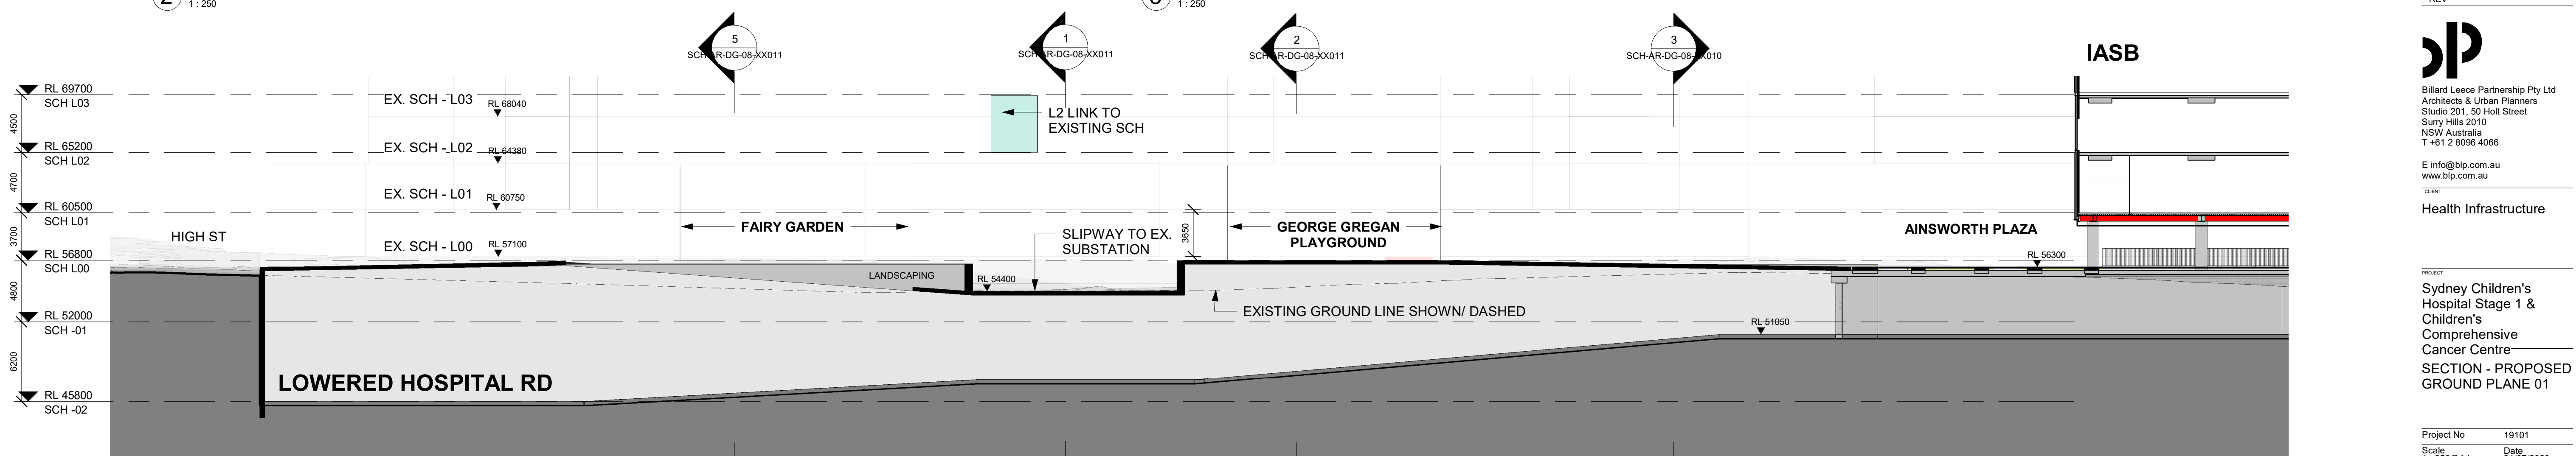 2
1 : 250
3
1 : 250
5
SCH-AR-DG-08-XX011
1
SCH-AR-DG-08-XX011
2
SCH-AR-DG-08-XX011
3
SCH-AR-DG-08-XX010
IASB
RL 69700
SCH L03
4500
RL 65200
SCH L02
4700
RL 60500
SCH L01
3700
RL 56800
SCH L00
4800
RL 52000
SCH -01
6200
RL 45800
SCH -02
EX. SCH - L03
RL 68040
EX. SCH - L02
RL 64380
EX. SCH - L01
RL 60750
EX. SCH - L00
RL 57100
HIGH ST
L2 LINK TO
EXISTING SCH
FAIRY GARDEN
SLIPWAY TO EX.
SUBSTATION
3650
GEORGE GREGAN
PLAYGROUND
AINSWORTH PLAZA
RL 56300
LANDSCAPING
RL 54400
EXISTING GROUND LINE SHOWN/ DASHED
RL 51050
LOWERED HOSPITAL RD
REV
blp
Billard Leece Partnership Pty Ltd
Architects & Urban Planners
Studio 201, 50 Holt Street
Surry Hills 2010
NSW Australia
T +61 2 8096 4066
E info@blp.com.au
www.blp.com.au
CLIENT
Health Infrastructure
PROJECT
Sydney Children's
Hospital Stage 1 &
Children's
Comprehensive
Cancer Centre
SECTION - PROPOSED
GROUND PLANE 01
Project No 19101
Scale Date